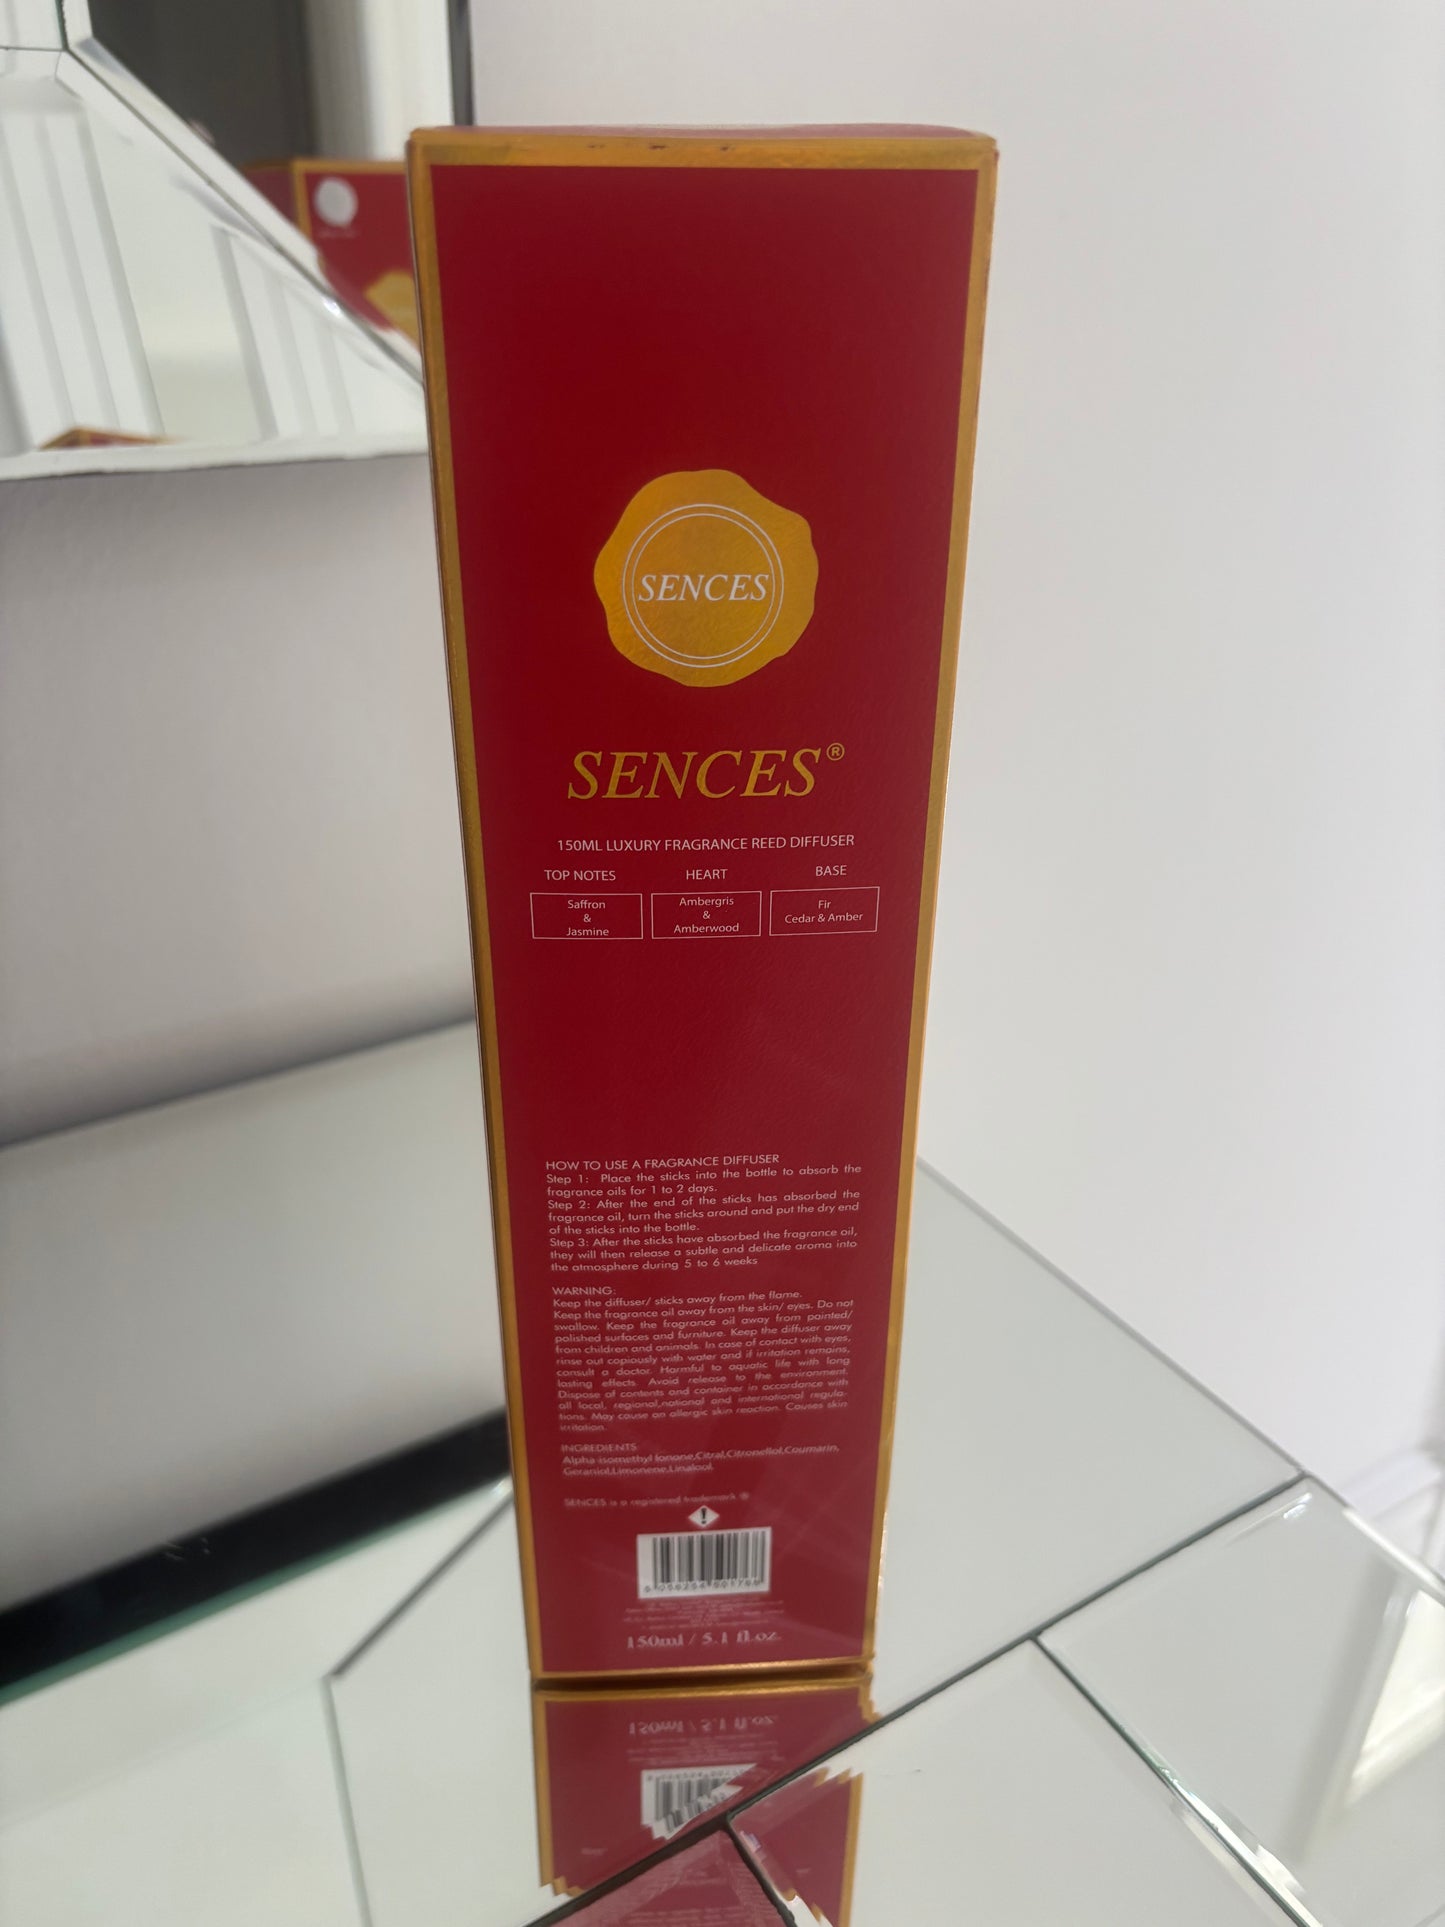 SENCES
SENCES®
150ML LUXURY FRAGRANCE REED DIFFUSER
TOP NOTES HEART BASE
Saffron
&
Jasmine
Ambergris
&
Amberwood
Fir
Cedar & Amber
HOW TO USE A FRAGRANCE DIFFUSER
Step 1: Place the sticks into the bottle to absorb the
fragrance oils for 1 to 2 days.
Step 2: After the end of the sticks has absorbed the
fragrance oil, turn the sticks around and put the dry end
of the sticks into the bottle.
Step 3: After the sticks have absorbed the fragrance oil,
they will then release a subtle and delicate aroma into
the atmosphere during 5 to 6 weeks
WARNING:
Keep the diffuser/ sticks away from the flame.
Keep the fragrance oil away from the skin/ eyes. Do not
swallow. Keep the fragrance oil away from painted/
polished surfaces and furniture. Keep the diffuser away
from children and animals. In case of contact with eyes,
rinse out copiously with water and if irritation remains,
consult a doctor. Harmful to aquatic life with long
lasting effects. Avoid release to the environment.
Dispose of contents and container in accordance with
all local, regional,national and international regula-
tions. May cause an allergic skin reaction. Causes skin
irritation.
INGREDIENTS
Alpha-isomethyl Ionone,Citral,Citronellol,Coumarin,
Geraniol,Limonene,Linalool.
SENCES is a registered trademark ®
150ml / 5.1 fl.oz.